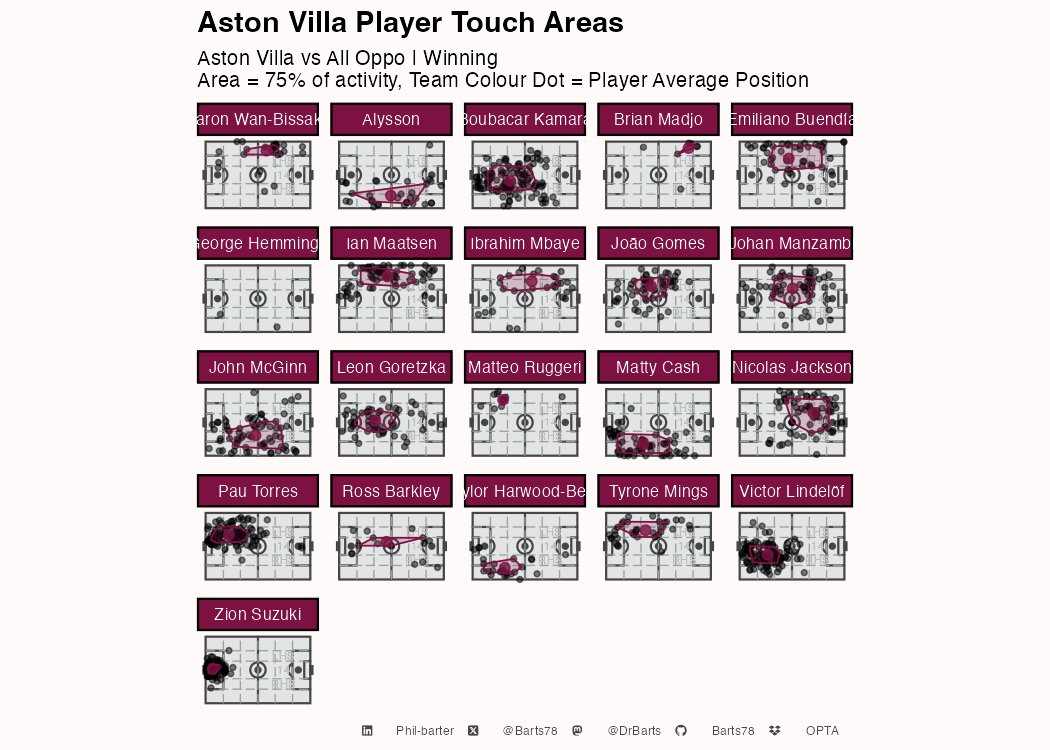 Aston Villa Player Touch Areas
Aston Villa vs All Oppo | Winning
Area = 75% of activity, Team Colour Dot = Player Average Position
aron Wan-Bissak
Alysson
Boubacar Kamara
Brian Madjo
Emiliano Buendía
George Hemming
Ian Maatsen
Ibrahim Mbaye
João Gomes
Johan Manzamb
John McGinn
Leon Goretzka
Matteo Ruggeri
Matty Cash
Nicolas Jackson
Pau Torres
Ross Barkley
ylor Harwood-Be
Tyrone Mings
Victor Lindelöf
Zion Suzuki
Phil-barter @Barts78 @DrBarts Barts78 OPTA